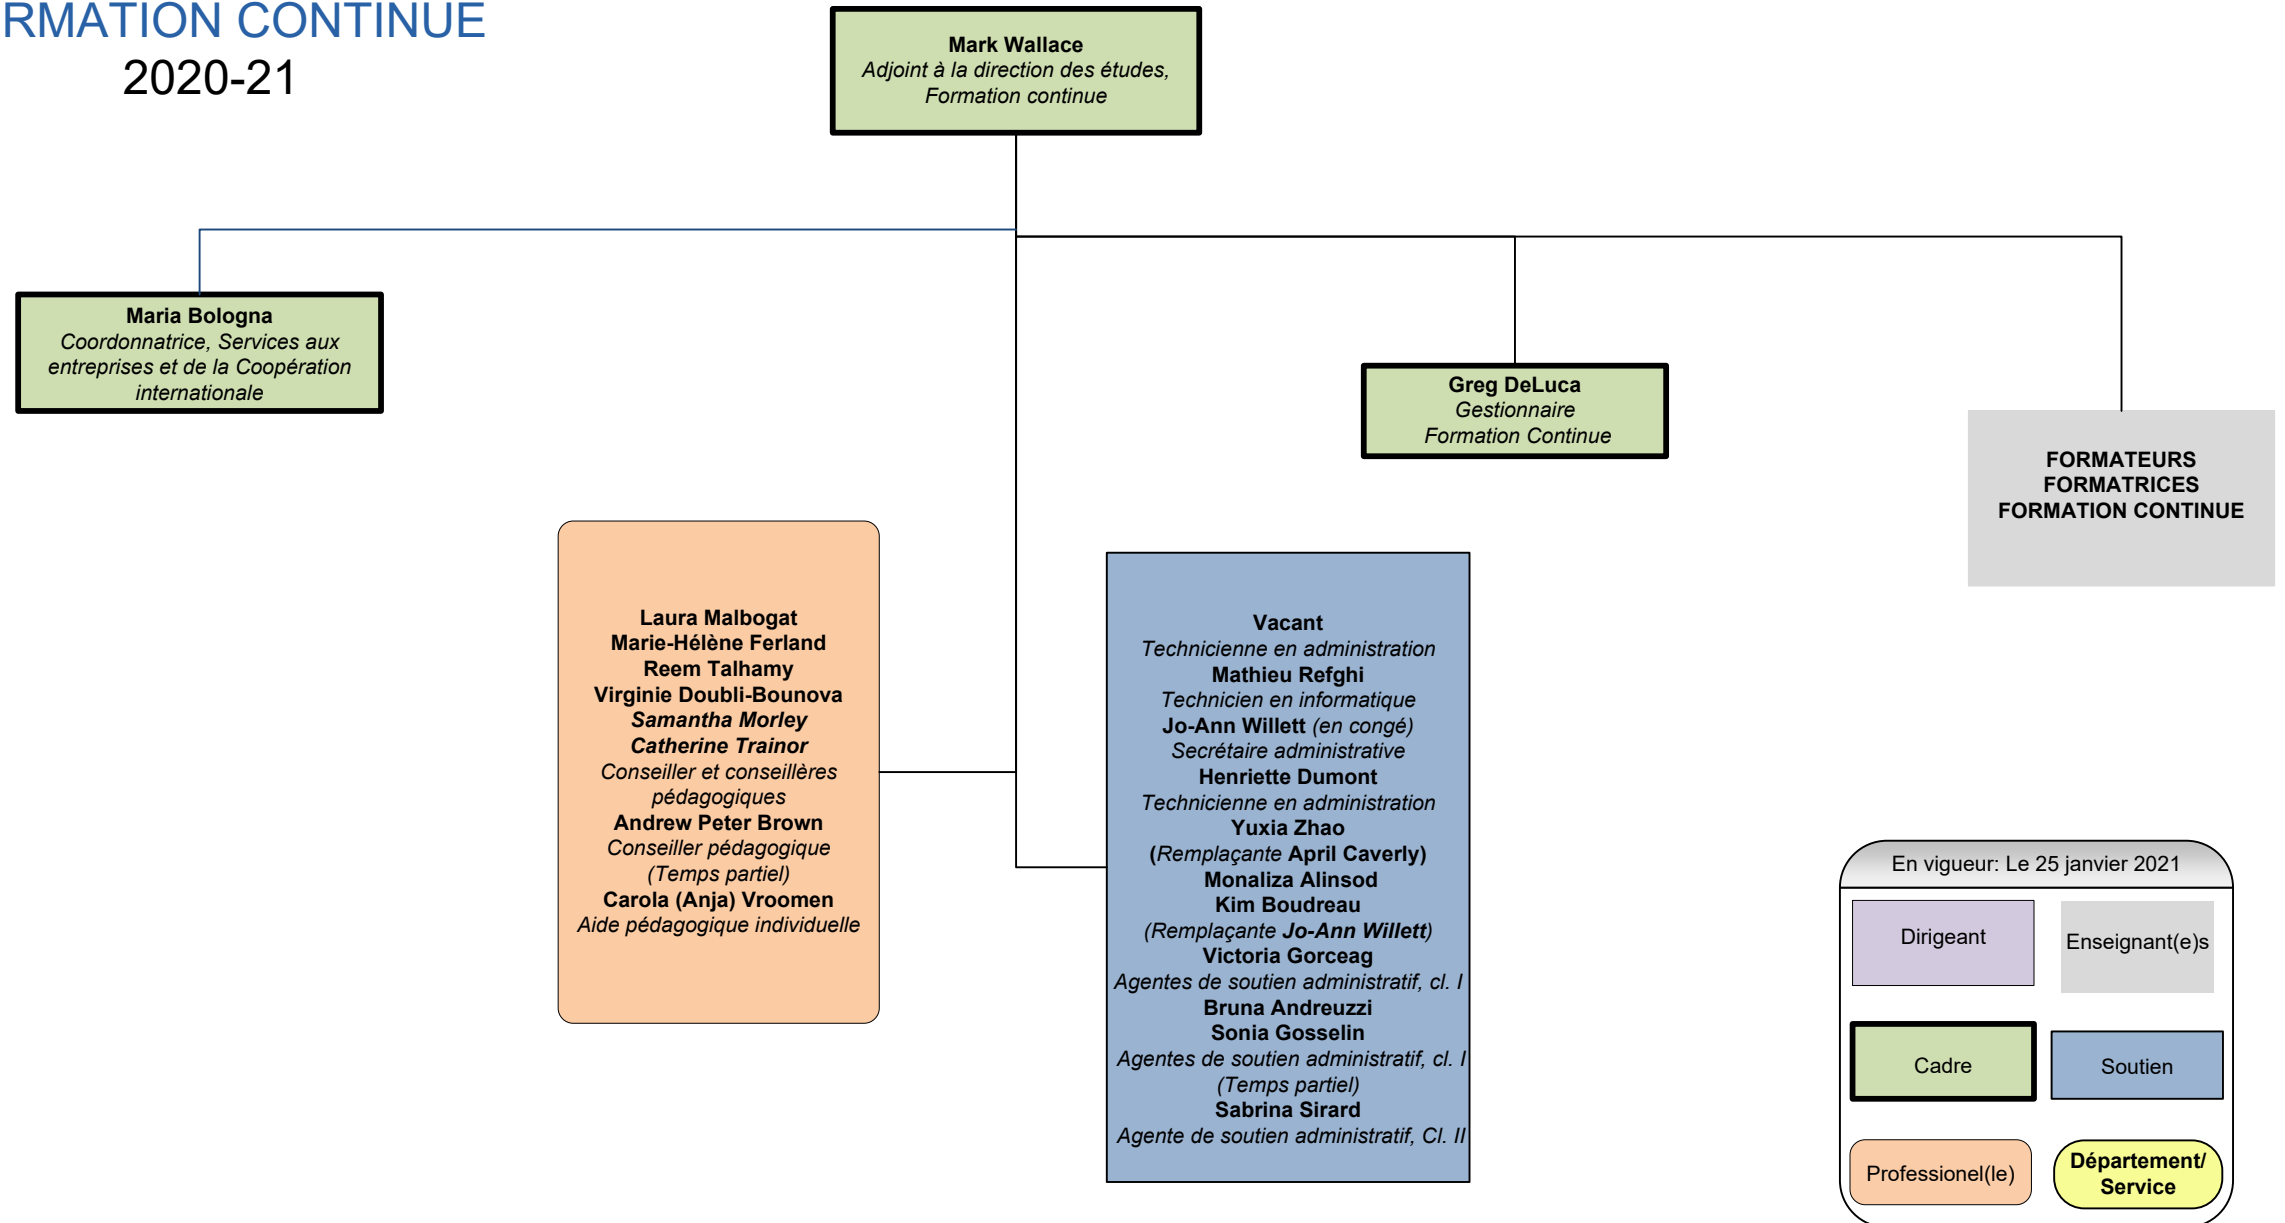 RMATION CONTINUE
2020-21
Mark Wallace
Adjoint à la direction des études,
Formation continue
Maria Bologna
Coordonnatrice, Services aux
entreprises et de la Coopération
internationale
Greg DeLuca
Gestionnaire
Formation Continue
FORMATEURS
FORMATRICES
FORMATION CONTINUE
Laura Malbogat
Marie-Hélène Ferland
Reem Talhamy
Virginie Doubli-Bounova
Samantha Morley
Catherine Trainor
Conseiller et conseillères
pédagogiques
Andrew Peter Brown
Conseiller pédagogique
(Temps partiel)
Carola (Anja) Vroomen
Aide pédagogique individuelle
Vacant
Technicienne en administration
Mathieu Refghi
Technicien en informatique
Jo-Ann Willett (en congé)
Secrétaire administrative
Henriette Dumont
Technicienne en administration
Yuxia Zhao
(Remplaçante April Caverly)
Monaliza Alinsod
Kim Boudreau
(Remplaçante Jo-Ann Willett)
Victoria Gorceag
Agentes de soutien administratif, cl. I
Bruna Andreuzzi
Sonia Gosselin
Agentes de soutien administratif, cl. I
(Temps partiel)
Sabrina Sirard
Agente de soutien administratif, Cl. II
En vigueur: Le 25 janvier 2021
Dirigeant
Enseignant(e)s
Cadre
Soutien
Professionel(le)
Département/
Service